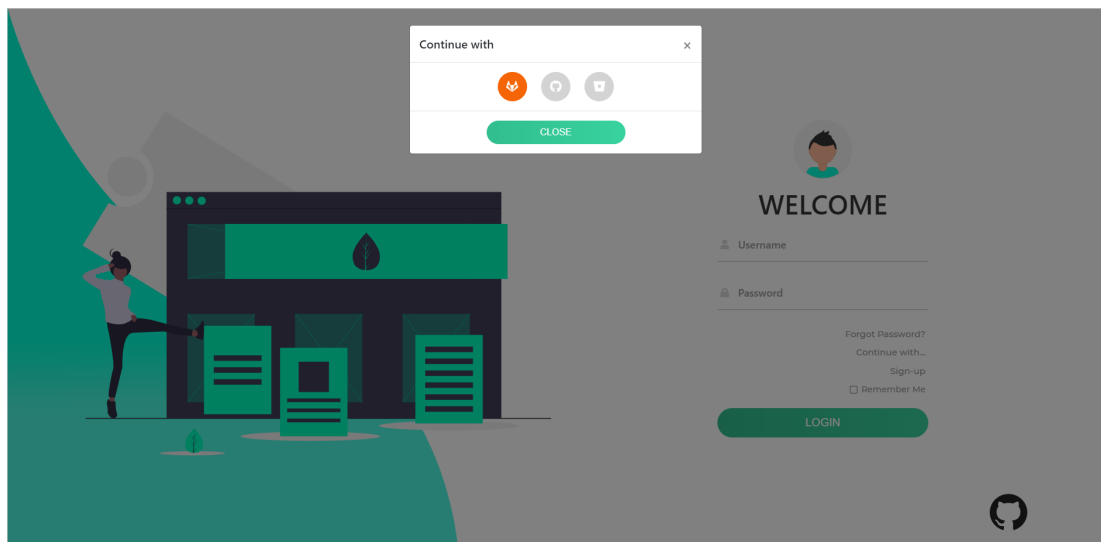 Continue with
×
CLOSE
WELCOME
Username
Password
Forgot Password?
Continue with...
Sign-up
Remember Me
LOGIN